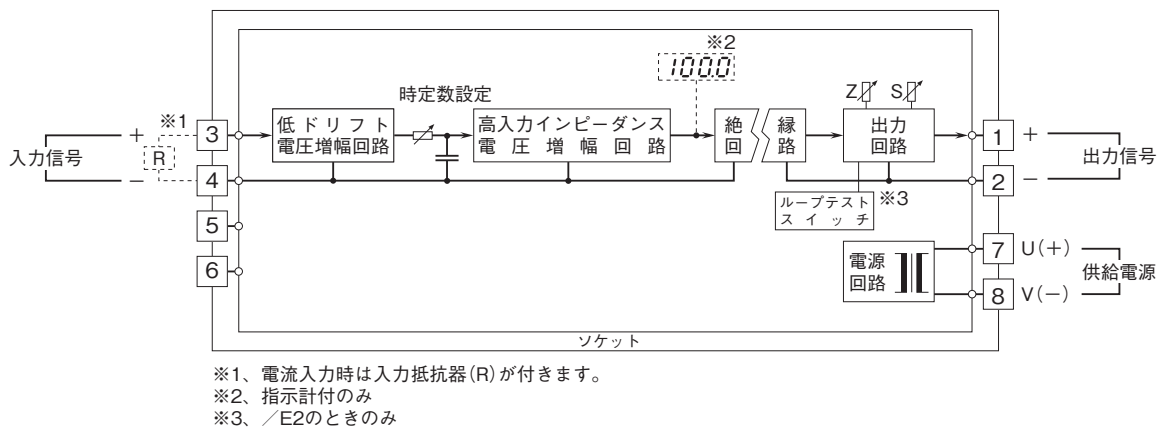 ※2
100.0
時定数設定
Z
S
※1
+
入力信号
R
−
3
4
5
6
低ドリフト
電圧増幅回路
高入力インピーダンス
電圧増幅回路
絶縁
回路
出力
回路
※3
ループテスト
スイッチ
1
+
出力信号
2
−
電源
回路
7
U(+)
供給電源
8
V(−)
ソケット
※1、電流入力時は入力抵抗器(R)が付きます。
※2、指示計付のみ
※3、／E2のときのみ